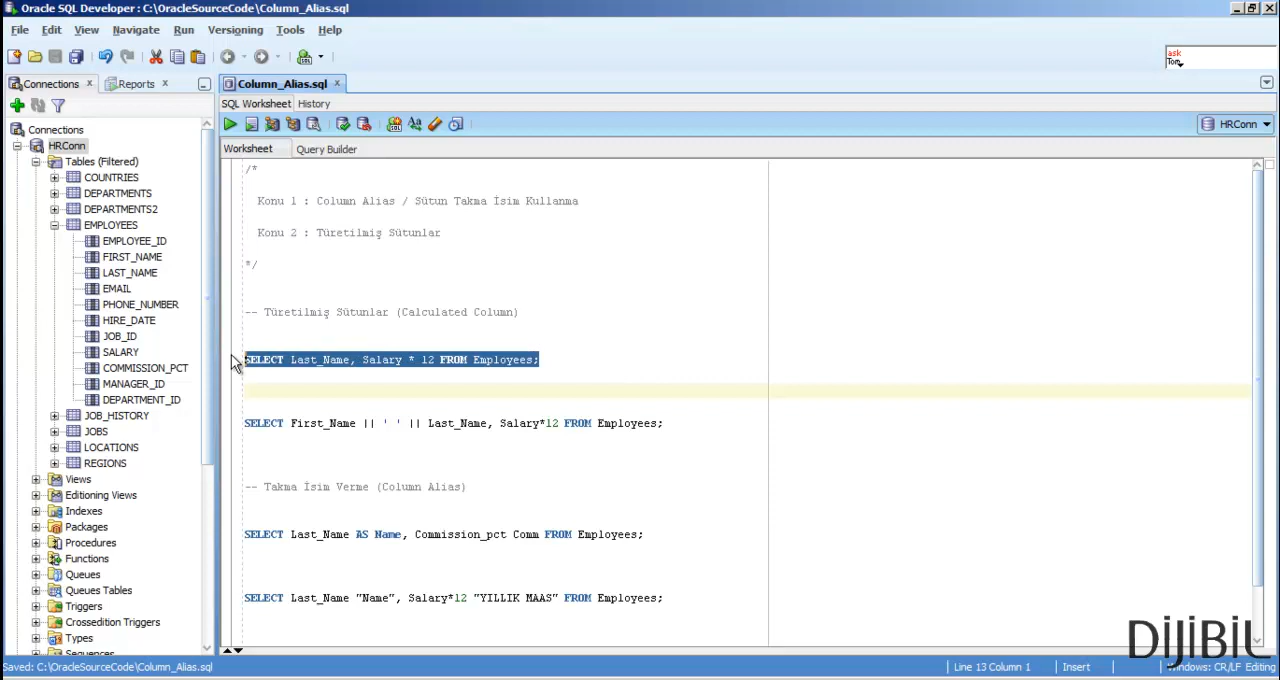 Oracle SQL Developer : C:\OracleSourceCode\Column_Alias.sql
File Edit View Navigate Run Versioning Tools Help
ask
Tom
Connections Reports
Column_Alias.sql
SQL Worksheet History
HRConn
Worksheet Query Builder
Connections
HRConn
Tables (Filtered)
COUNTRIES
DEPARTMENTS
DEPARTMENTS2
EMPLOYEES
EMPLOYEE_ID
FIRST_NAME
LAST_NAME
EMAIL
PHONE_NUMBER
HIRE_DATE
JOB_ID
SALARY
COMMISSION_PCT
MANAGER_ID
DEPARTMENT_ID
JOB_HISTORY
JOBS
LOCATIONS
REGIONS
Views
Editioning Views
Indexes
Packages
Procedures
Functions
Queues
Queues Tables
Triggers
Crossedition Triggers
Types
Sequences
/*
Konu 1 : Column Alias / Sütun Takma İsim Kullanma
Konu 2 : Türetilmiş Sütunlar
*/
-- Türetilmiş Sütunlar (Calculated Column)
SELECT Last_Name, Salary * 12 FROM Employees;
SELECT First_Name || ' ' || Last_Name, Salary*12 FROM Employees;
-- Takma İsim Verme (Column Alias)
SELECT Last_Name AS Name, Commission_pct Comm FROM Employees;
SELECT Last_Name "Name", Salary*12 "YILLIK MAAS" FROM Employees;
DiJiBiL
Saved: C:\OracleSourceCode\Column_Alias.sql
Line 13 Column 1 Insert Windows: CR/LF Editing